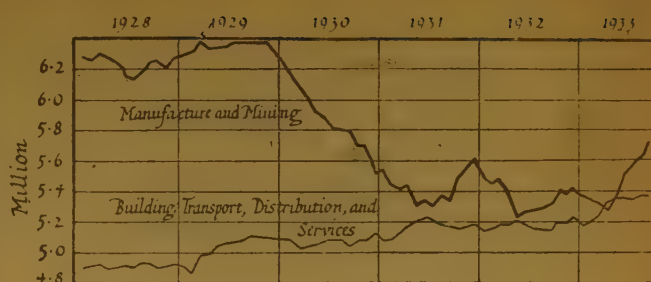 1928 1929 1930 1931 1932 1933
6·2
6·0
Manufacture and Mining
5·8
Million
5·6
5·4
Building, Transport, Distribution, and
Services
5·2
5·0
4·8